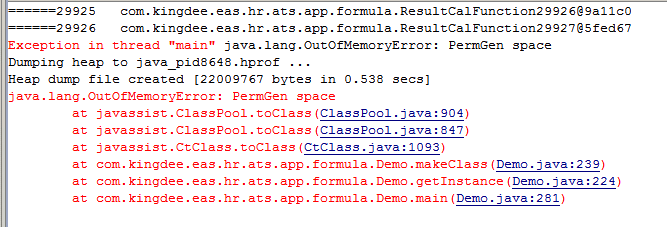 ======29925   com.kingdee.eas.hr.ats.app.formula.ResultCalFunction29926@9a11c0
======29926   com.kingdee.eas.hr.ats.app.formula.ResultCalFunction29927@5fed67
Exception in thread "main" java.lang.OutOfMemoryError: PermGen space
Dumping heap to java_pid8648.hprof ...
Heap dump file created [22009767 bytes in 0.538 secs]
java.lang.OutOfMemoryError: PermGen space
        at javassist.ClassPool.toClass(ClassPool.java:904)
        at javassist.ClassPool.toClass(ClassPool.java:847)
        at javassist.CtClass.toClass(CtClass.java:1093)
        at com.kingdee.eas.hr.ats.app.formula.Demo.makeClass(Demo.java:239)
        at com.kingdee.eas.hr.ats.app.formula.Demo.getInstance(Demo.java:224)
        at com.kingdee.eas.hr.ats.app.formula.Demo.main(Demo.java:281)